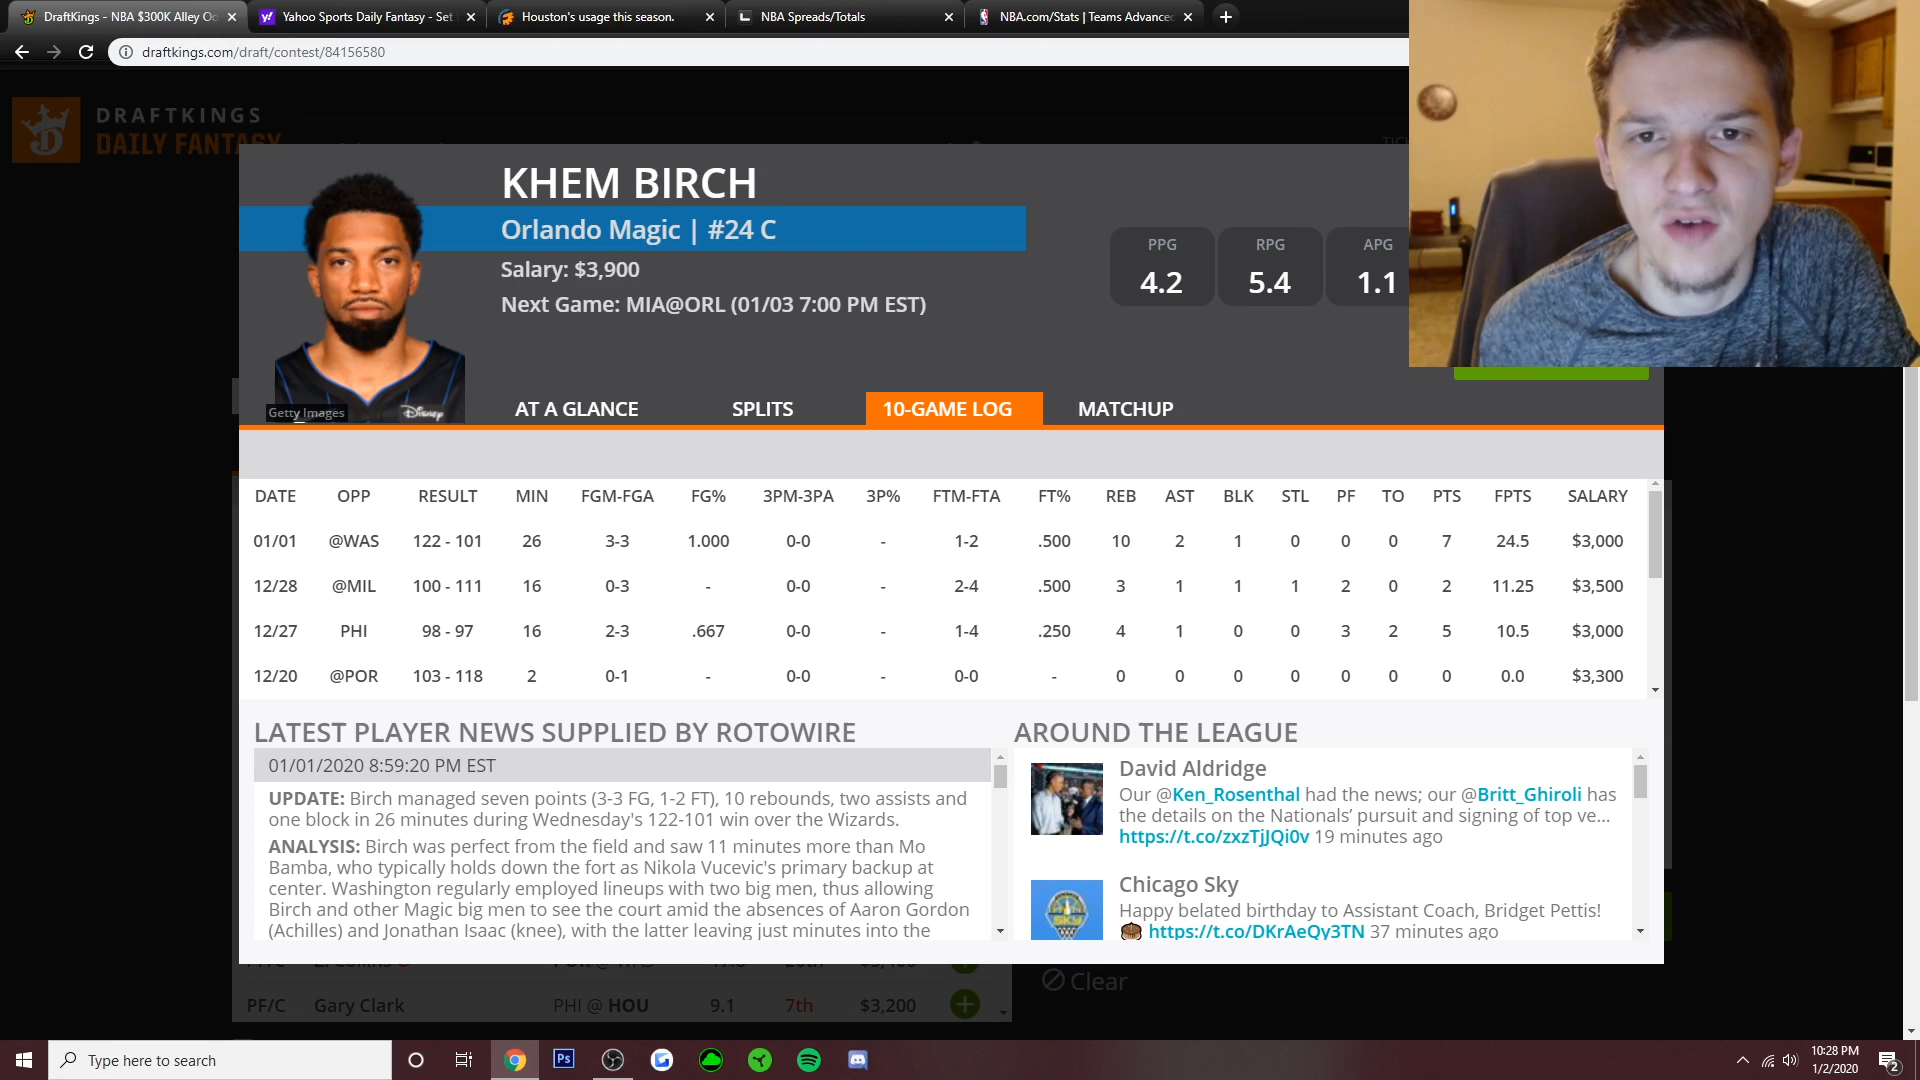 DraftKings - NBA $300K Alley Oo
Yahoo Sports Daily Fantasy - Set
Houston's usage this season.
NBA Spreads/Totals
NBA.com/Stats | Teams Advanced
draftkings.com/draft/contest/84156580
DRAFTKINGS
DAILY FANTASY
KHEM BIRCH
Orlando Magic | #24 C
Salary: $3,900
Next Game: MIA@ORL (01/03 7:00 PM EST)
PPG RPG APG
4.2 5.4 1.1
Getty Images
Disney
AT A GLANCE SPLITS 10-GAME LOG MATCHUP
DATE OPP RESULT MIN FGM-FGA FG% 3PM-3PA 3P% FTM-FTA FT% REB AST BLK STL PF TO PTS FPTS SALARY
01/01 @WAS 122 - 101 26 3-3 1.000 0-0 - 1-2 .500 10 2 1 0 0 0 7 24.5 $3,000
12/28 @MIL 100 - 111 16 0-3 - 0-0 - 2-4 .500 3 1 1 1 2 0 2 11.25 $3,500
12/27 PHI 98 - 97 16 2-3 .667 0-0 - 1-4 .250 4 1 0 0 3 2 5 10.5 $3,000
12/20 @POR 103 - 118 2 0-1 - 0-0 - 0-0 - 0 0 0 0 0 0 0 0.0 $3,300
LATEST PLAYER NEWS SUPPLIED BY ROTOWIRE
01/01/2020 8:59:20 PM EST
UPDATE: Birch managed seven points (3-3 FG, 1-2 FT), 10 rebounds, two assists and
one block in 26 minutes during Wednesday's 122-101 win over the Wizards.
ANALYSIS: Birch was perfect from the field and saw 11 minutes more than Mo
Bamba, who typically holds down the fort as Nikola Vucevic's primary backup at
center. Washington regularly employed lineups with two big men, thus allowing
Birch and other Magic big men to see the court amid the absences of Aaron Gordon
(Achilles) and Jonathan Isaac (knee), with the latter leaving just minutes into the
AROUND THE LEAGUE
David Aldridge
Our @Ken_Rosenthal had the news; our @Britt_Ghiroli has
the details on the Nationals' pursuit and signing of top ve...
https://t.co/zxzTjJQi0v 19 minutes ago
Chicago Sky
Happy belated birthday to Assistant Coach, Bridget Pettis!
https://t.co/DKrAeQy3TN 37 minutes ago
PF/C Gary Clark PHI @ HOU 9.1 7th $3,200
Clear
Type here to search
Ps
10:28 PM
1/2/2020
2